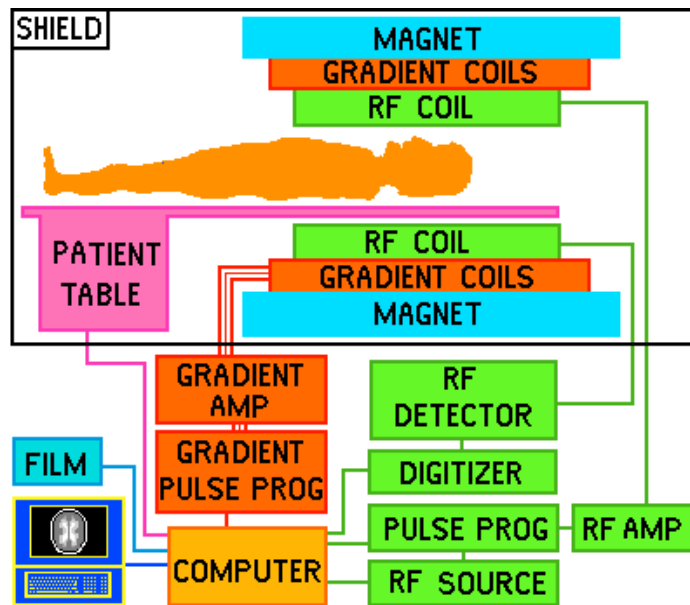 SHIELD
MAGNET
GRADIENT COILS
RF COIL
PATIENT
TABLE
RF COIL
GRADIENT COILS
MAGNET
GRADIENT
AMP
RF
DETECTOR
GRADIENT
PULSE PROG
FILM
DIGITIZER
PULSE PROG
RF AMP
COMPUTER
RF SOURCE